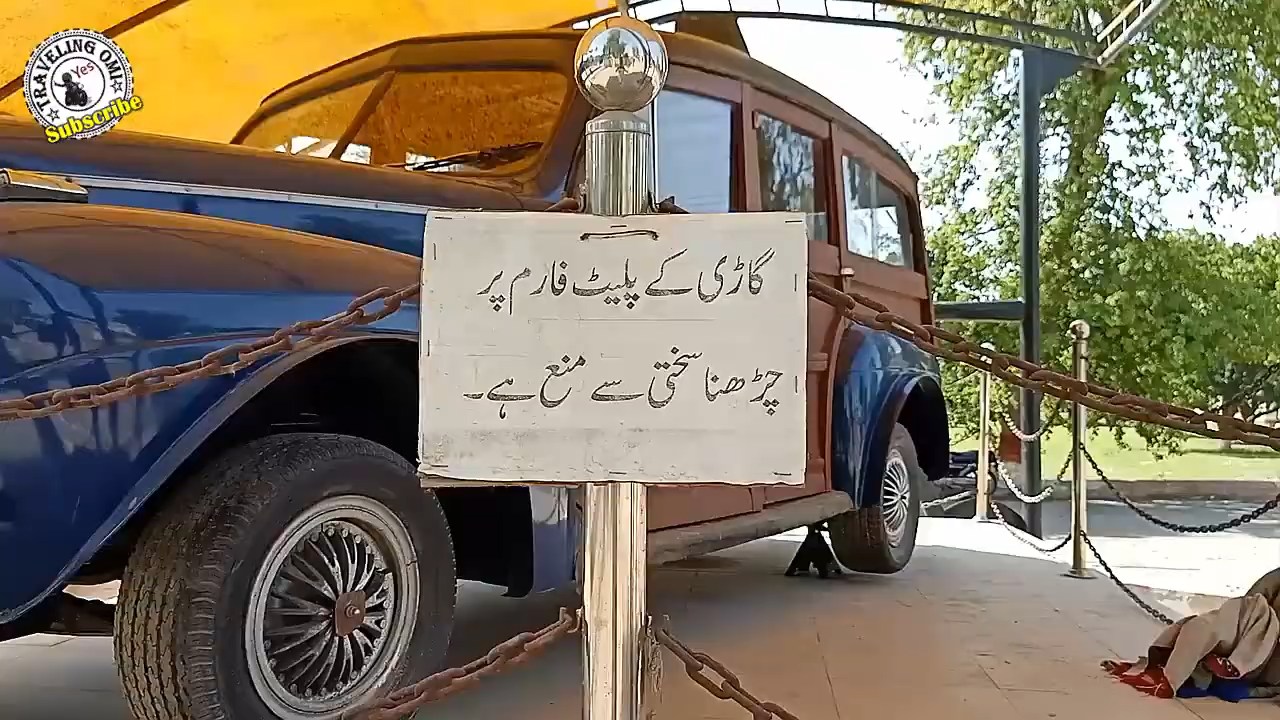 TRAVELING OMI
Yes
Subscribe
گاڑی کے پلیٹ فارم پر
چڑھنا سختی سے منع ہے۔